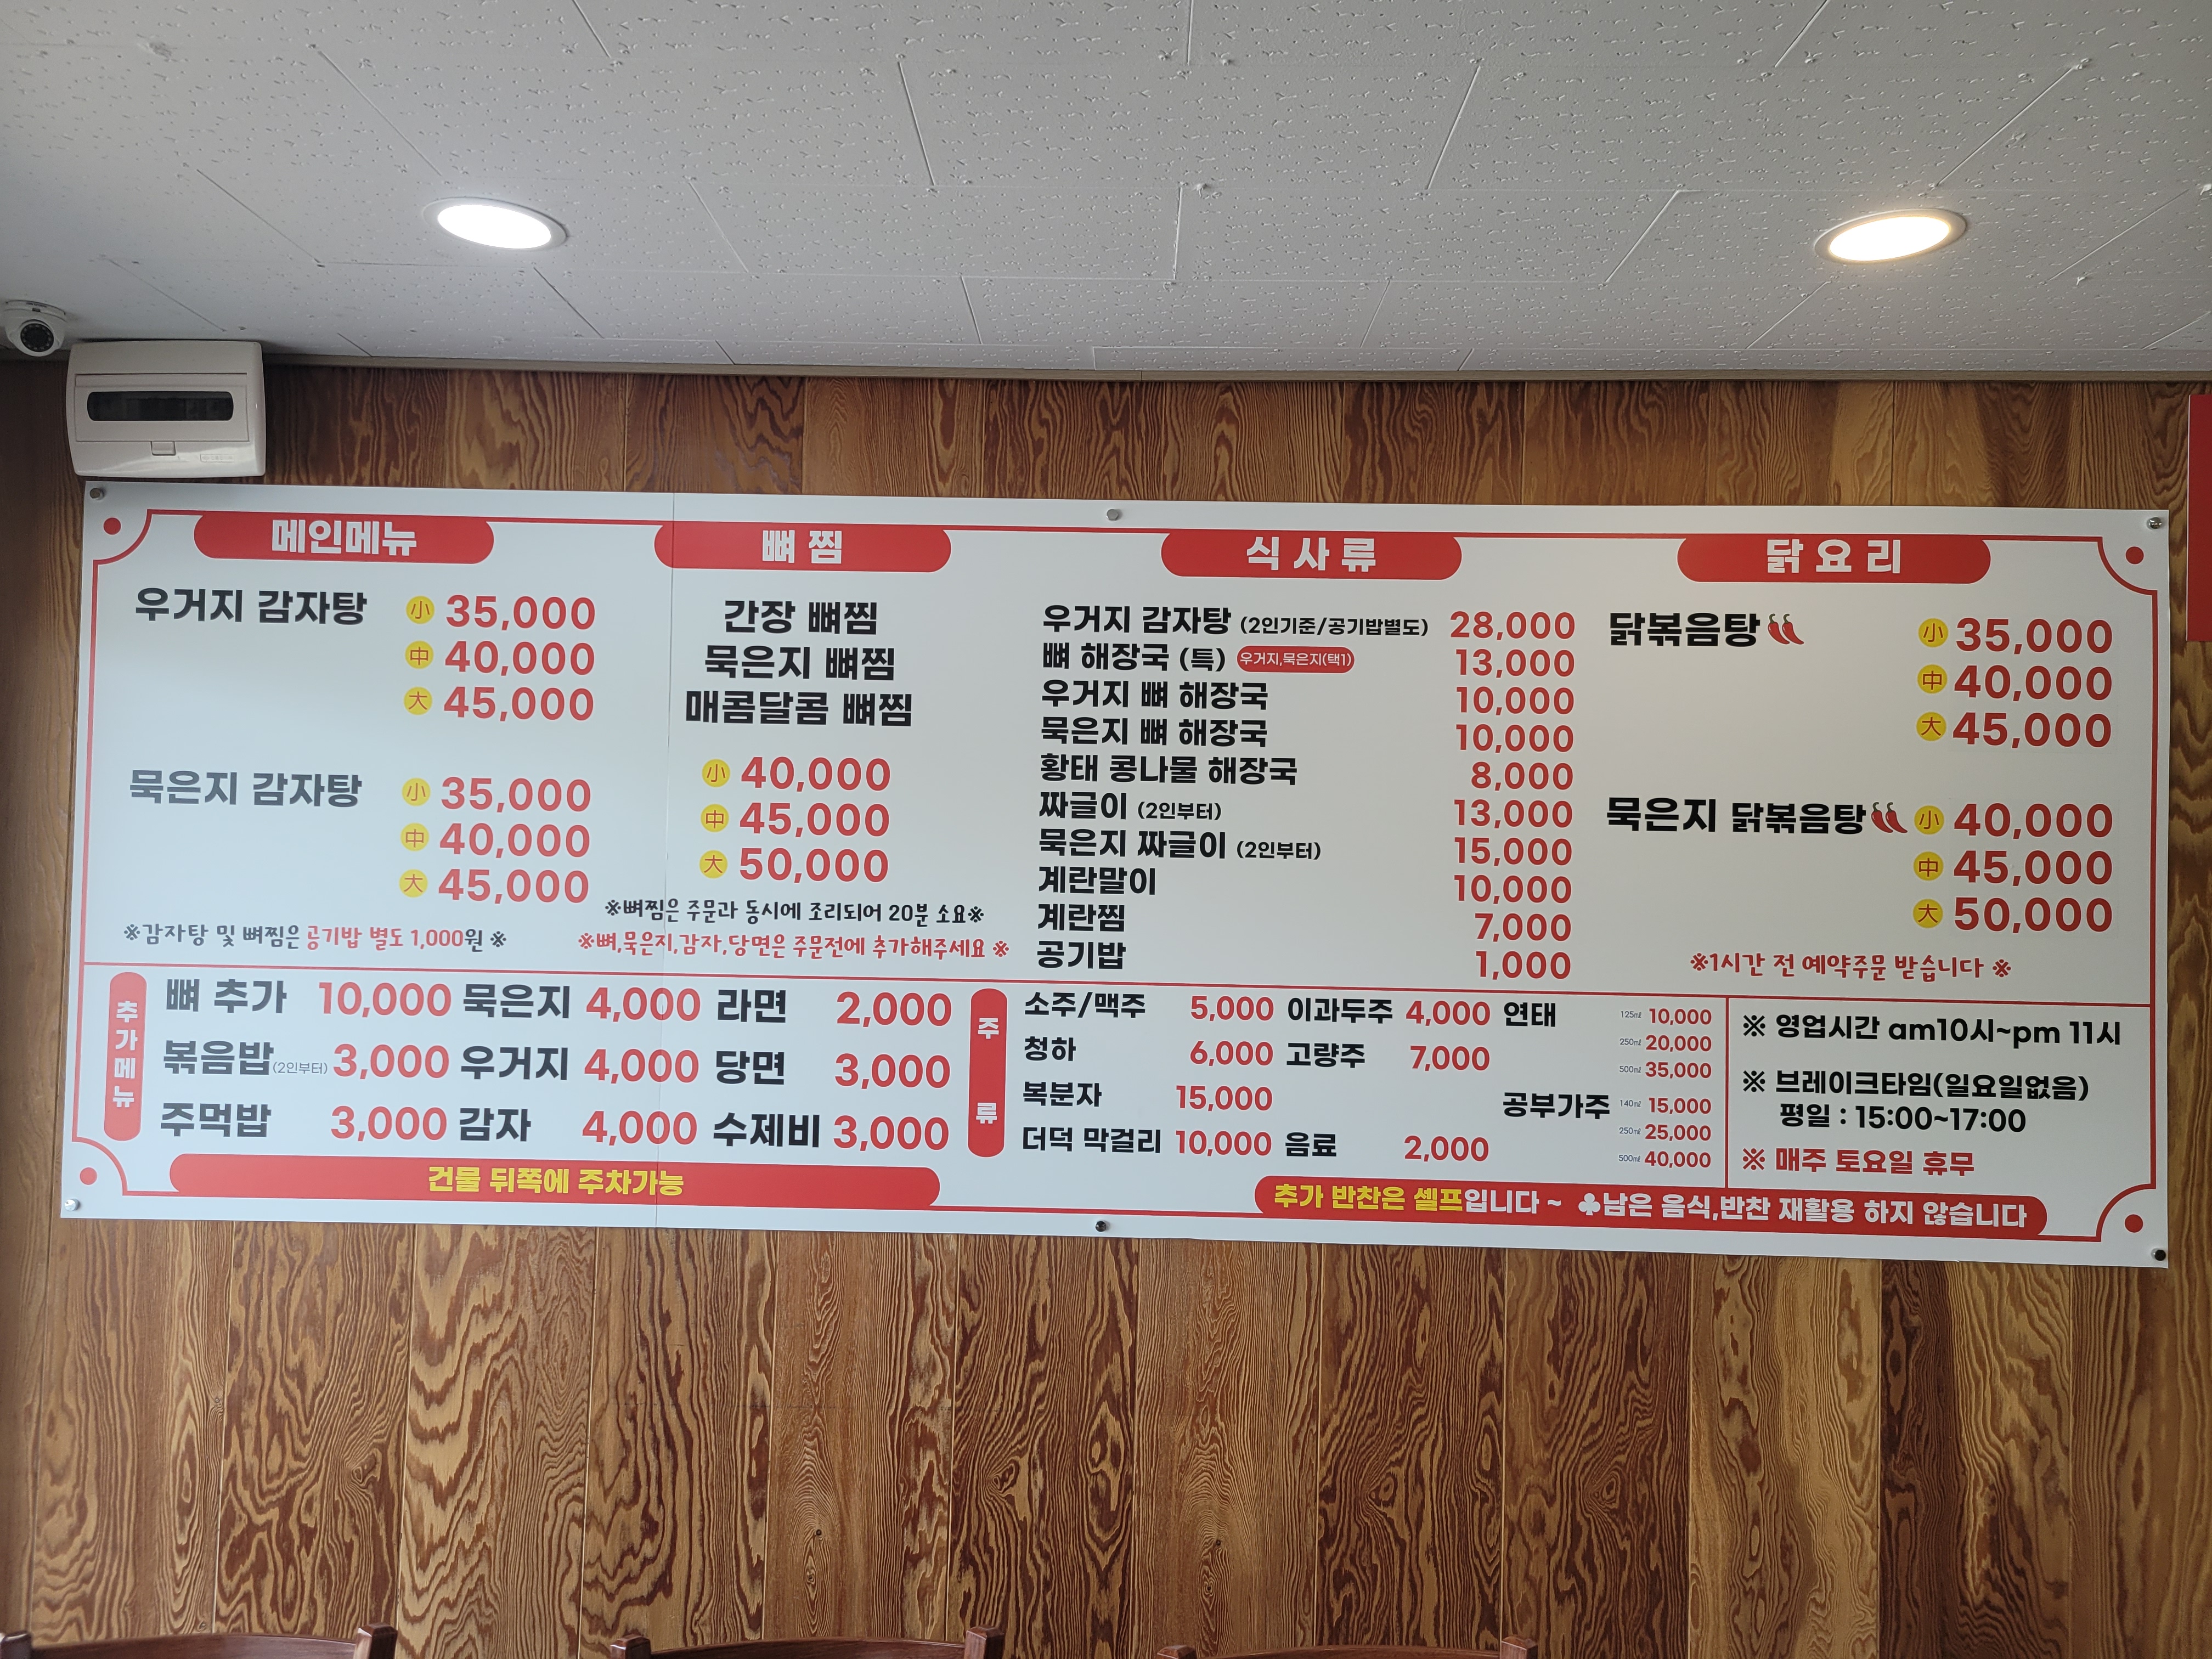 메인메뉴
우거지 감자탕 小 35,000
中 40,000
大 45,000
묵은지 감자탕 小 35,000
中 40,000
大 45,000
※감자탕 및 뼈찜은 공기밥 별도 1,000원 ※
뼈 찜
간장 뼈찜
묵은지 뼈찜
매콤달콤 뼈찜
小 40,000
中 45,000
大 50,000
※뼈찜은 주문과 동시에 조리되어 20분 소요※
※뼈,묵은지,감자,당면은 주문전에 추가해주세요 ※
식 사 류
우거지 감자탕 (2인기준/공기밥별도) 28,000
뼈 해장국 (특) 우거지,묵은지(택1) 13,000
우거지 뼈 해장국 10,000
묵은지 뼈 해장국 10,000
황태 콩나물 해장국 8,000
짜글이 (2인부터) 13,000
묵은지 짜글이 (2인부터) 15,000
계란말이 10,000
계란찜 7,000
공기밥 1,000
닭 요 리
닭볶음탕 小 35,000
中 40,000
大 45,000
묵은지 닭볶음탕 小 40,000
中 45,000
大 50,000
※1시간 전 예약주문 받습니다 ※
추가메뉴
뼈 추가 10,000 묵은지 4,000 라면 2,000
볶음밥(2인부터) 3,000 우거지 4,000 당면 3,000
주먹밥 3,000 감자 4,000 수제비 3,000
건물 뒤쪽에 주차가능
주류
소주/맥주 5,000 이과두주 4,000
청하 6,000 고량주 7,000
복분자 15,000
더덕 막걸리 10,000 음료 2,000
연태 125㎖ 10,000
250㎖ 20,000
500㎖ 35,000
공부가주 140㎖ 15,000
250㎖ 25,000
500㎖ 40,000
※ 영업시간 am10시~pm 11시
※ 브레이크타임(일요일없음)
평일 : 15:00~17:00
※ 매주 토요일 휴무
추가 반찬은 셀프입니다 ~ ♣남은 음식,반찬 재활용 하지 않습니다